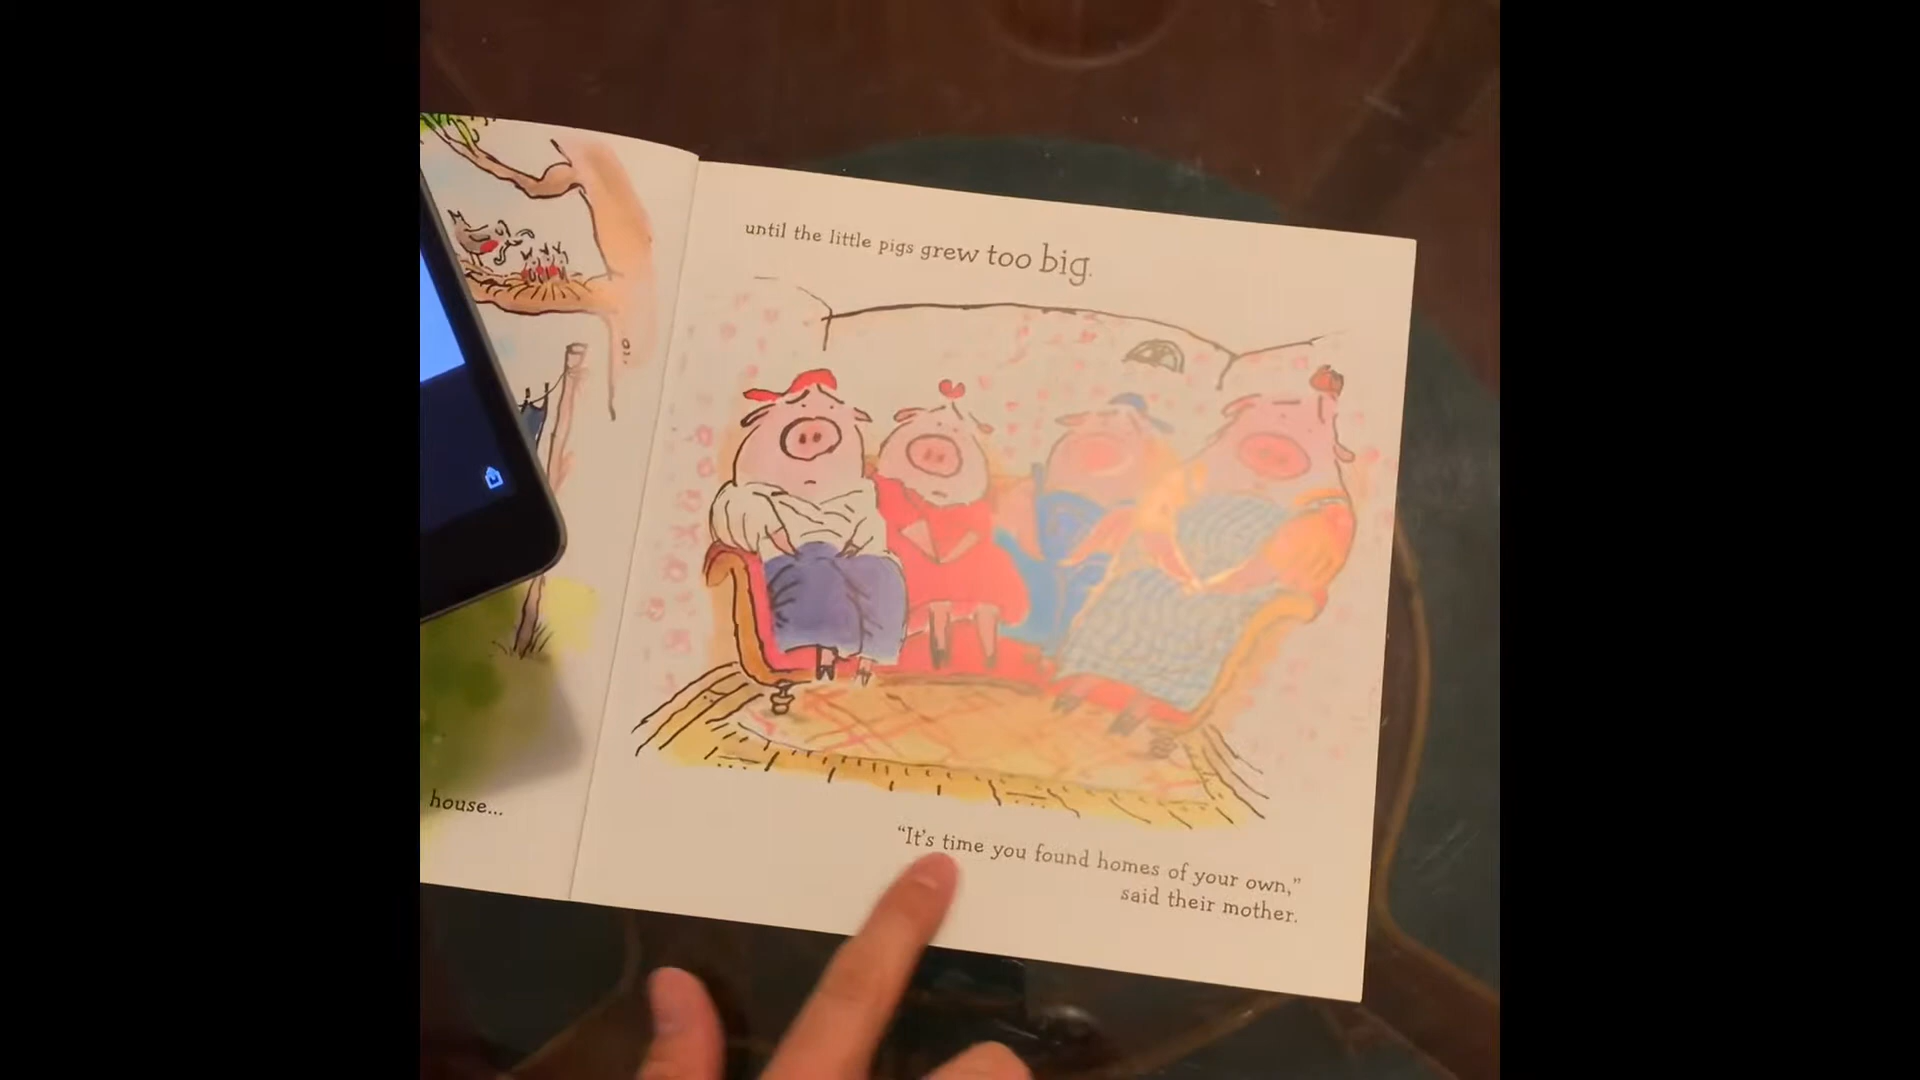 house...
until the little pigs grew too big.
“It's time you found homes of your own,”
said their mother.